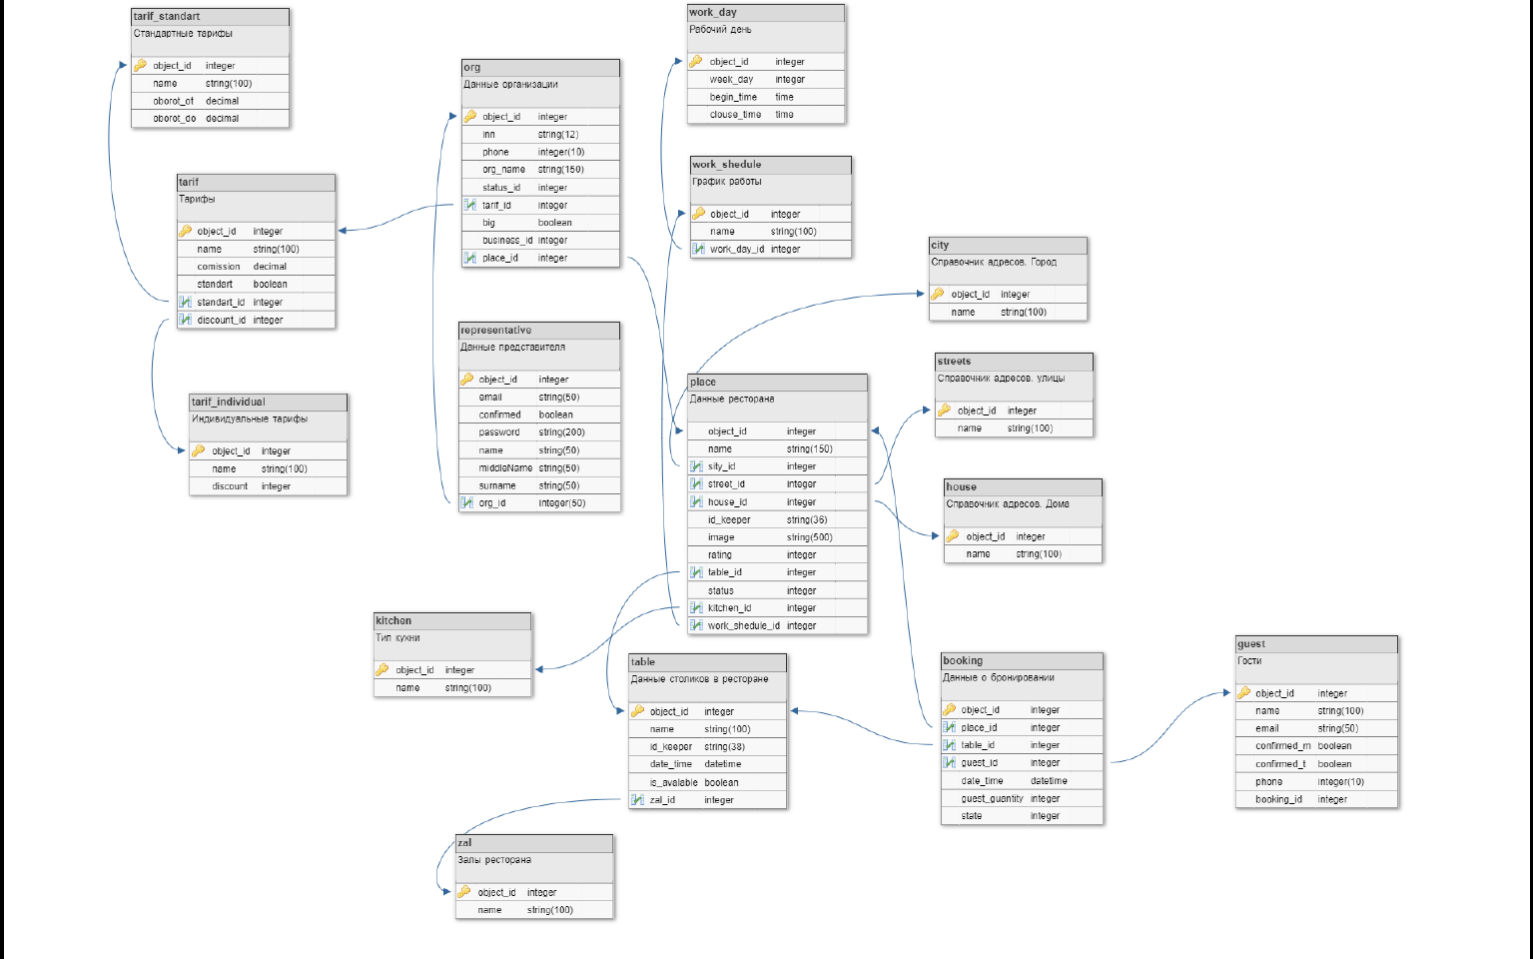 tarif_standart
Стандартные тарифы
object_id integer
name string(100)
oborot_ot decimal
oborot_do decimal
tarif
Тарифы
object_id integer
name string(100)
comission decimal
standart boolean
standart_id integer
discount_id integer
tarif_individual
Индивидуальные тарифы
object_id integer
name string(100)
discount integer
org
Данные организации
object_id integer
inn string(12)
phone integer(10)
org_name string(150)
status_id integer
tarif_id integer
big boolean
business_id integer
place_id integer
representative
Данные представителя
object_id integer
email string(50)
confirmed boolean
password string(200)
name string(50)
middleName string(50)
surname string(50)
org_id integer(50)
work_day
Рабочий день
object_id integer
week_day integer
begin_time time
clouse_time time
work_shedule
График работы
object_id integer
name string(100)
work_day_id integer
city
Справочник адресов. Город
object_id integer
name string(100)
streets
Справочник адресов. улицы
object_id integer
name string(100)
house
Справочник адресов. Дома
object_id integer
name string(100)
place
Данные ресторана
object_id integer
name string(150)
sity_id integer
street_id integer
house_id integer
id_keeper string(36)
image string(500)
rating integer
table_id integer
status integer
kitchen_id integer
work_shedule_id integer
kitchen
Тип кухни
object_id integer
name string(100)
table
Данные столиков в ресторане
object_id integer
name string(100)
id_keeper string(38)
date_time datetime
is_avalable boolean
zal_id integer
zal
Залы ресторана
object_id integer
name string(100)
booking
Данные о бронировании
object_id integer
place_id integer
table_id integer
guest_id integer
date_time datetime
guest_quantity integer
state integer
guest
Гости
object_id integer
name string(100)
email string(50)
confirmed_m boolean
confirmed_t boolean
phone integer(10)
booking_id integer